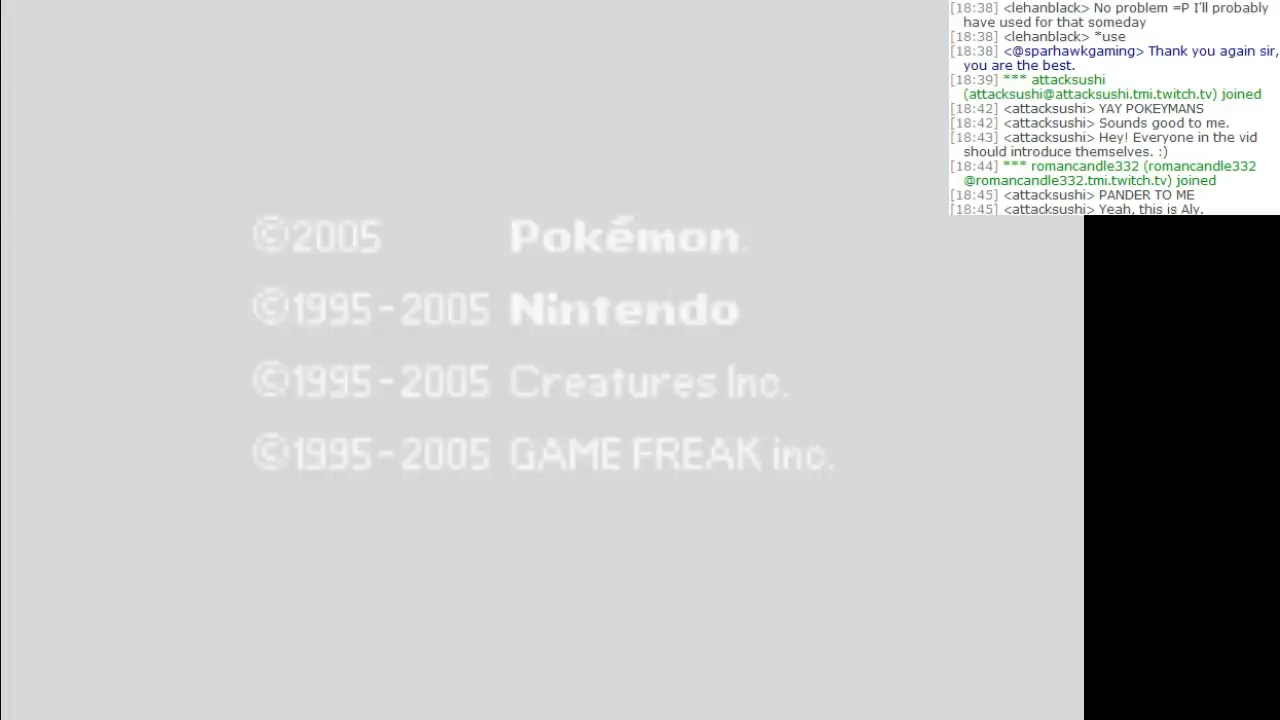 [18:38] <lehanblack> No problem =P I'll probably
have used for that someday
[18:38] <lehanblack> *use
[18:38] <@sparhawkgaming> Thank you again sir,
you are the best.
[18:39] *** attacksushi
(attacksushi@attacksushi.tmi.twitch.tv) joined
[18:42] <attacksushi> YAY POKEYMANS
[18:42] <attacksushi> Sounds good to me.
[18:43] <attacksushi> Hey! Everyone in the vid
should introduce themselves. :)
[18:44] *** romancandle332 (romancandle332
@romancandle332.tmi.twitch.tv) joined
[18:45] <attacksushi> PANDER TO ME
[18:45] <attacksushi> Yeah, this is Aly.
©2005 Pokémon.
©1995-2005 Nintendo
©1995-2005 Creatures Inc.
©1995-2005 GAME FREAK inc.